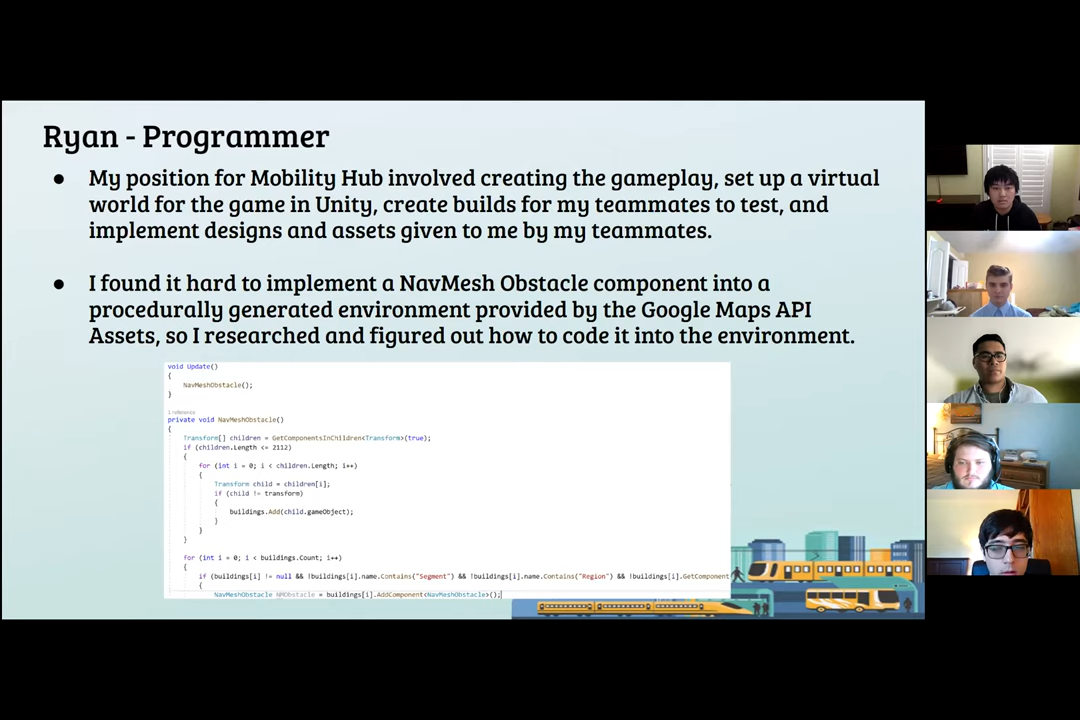 Ryan - Programmer
● My position for Mobility Hub involved creating the gameplay, set up a virtual
world for the game in Unity, create builds for my teammates to test, and
implement designs and assets given to me by my teammates.
● I found it hard to implement a NavMesh Obstacle component into a
procedurally generated environment provided by the Google Maps API
Assets, so I researched and figured out how to code it into the environment.
void Update()
{
NavMeshObstacle();
}
1 reference
private void NavMeshObstacle()
{
Transform[] children = GetComponentsInChildren<Transform>(true);
if (children.Length <= 2112)
{
for (int i = 0; i < children.Length; i++)
{
Transform child = children[i];
if (child != transform)
{
buildings.Add(child.gameObject);
}
}
}
for (int i = 0; i < buildings.Count; i++)
{
if (buildings[i] != null && !buildings[i].name.Contains("Segment") && !buildings[i].name.Contains("Region") && !buildings[i].GetComponent
{
NavMeshObstacle NMObstacle = buildings[i].AddComponent<NavMeshObstacle>();